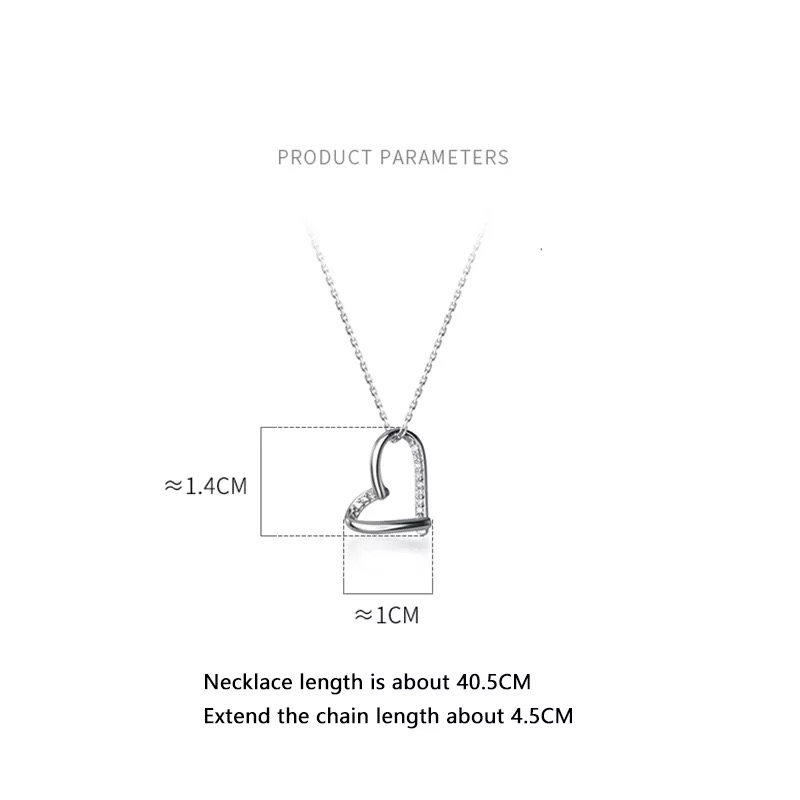 PRODUCT PARAMETERS
≈1.4CM
≈1CM
Necklace length is about 40.5CM
Extend the chain length about 4.5CM